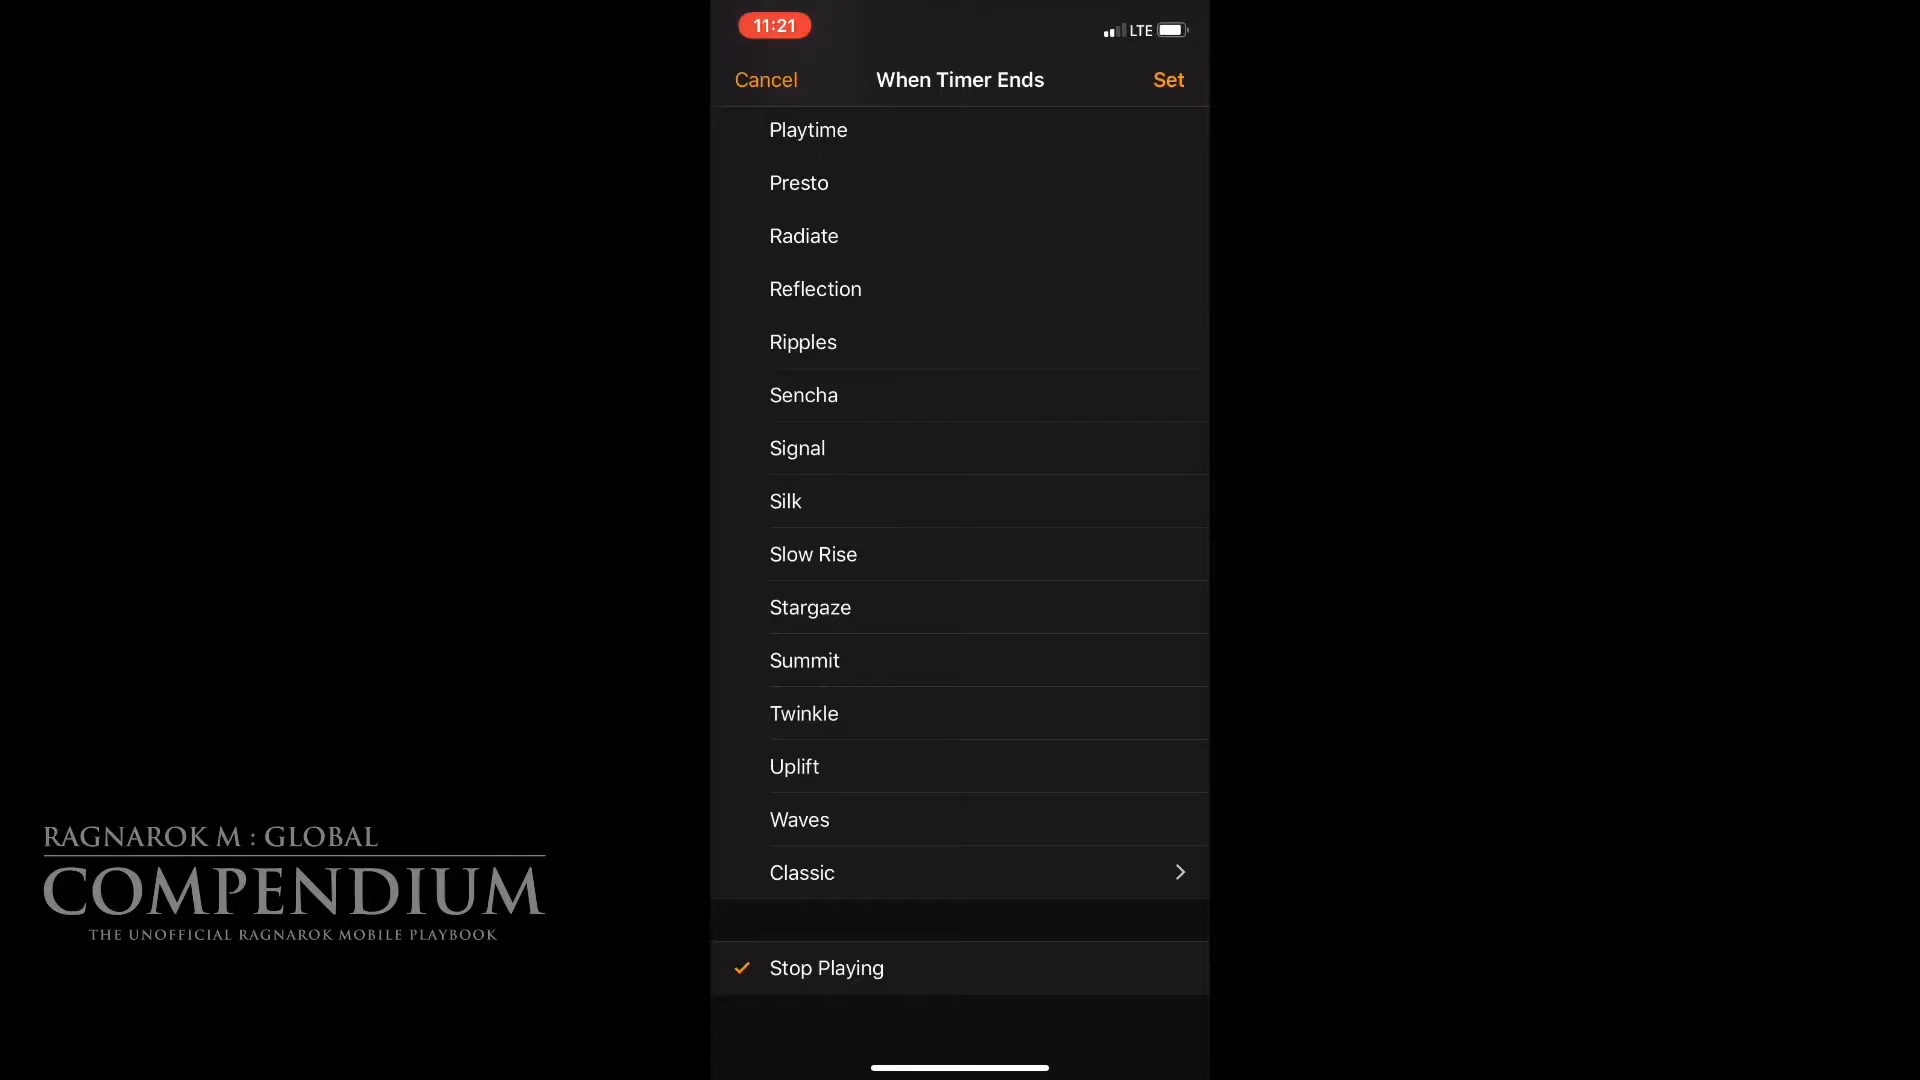 11:21
LTE
Cancel
When Timer Ends
Set
Playtime
Presto
Radiate
Reflection
Ripples
Sencha
Signal
Silk
Slow Rise
Stargaze
Summit
Twinkle
Uplift
Waves
Classic
Stop Playing
RAGNAROK M : GLOBAL
COMPENDIUM
THE UNOFFICIAL RAGNAROK MOBILE PLAYBOOK